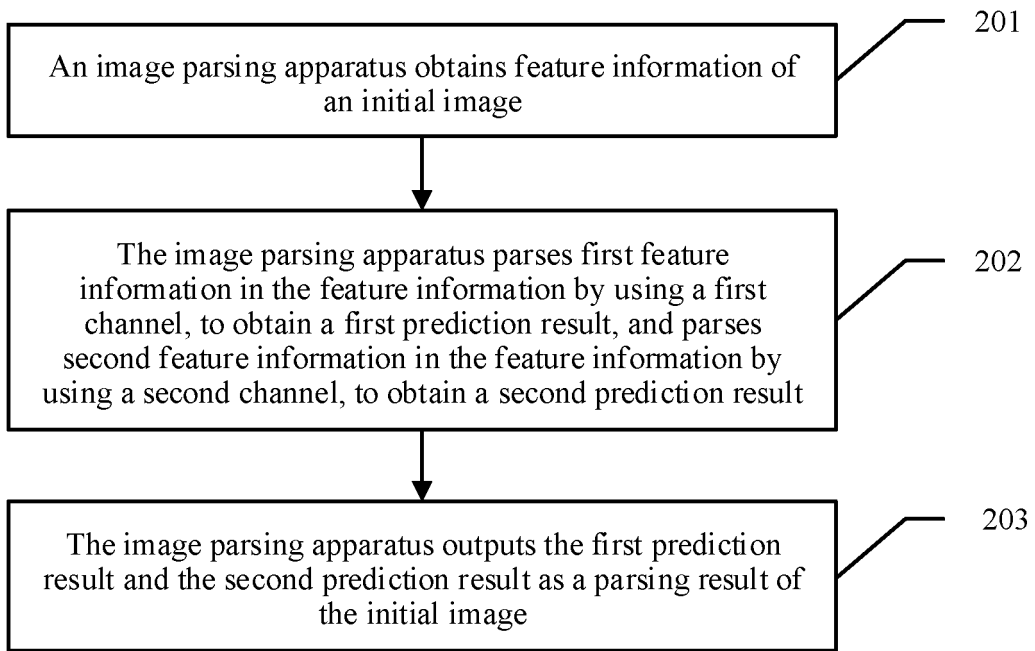 201
An image parsing apparatus obtains feature information of
an initial image
The image parsing apparatus parses first feature
information in the feature information by using a first
channel, to obtain a first prediction result, and parses
second feature information in the feature information by
using a second channel, to obtain a second prediction result
202
The image parsing apparatus outputs the first prediction
result and the second prediction result as a parsing result of
the initial image
203